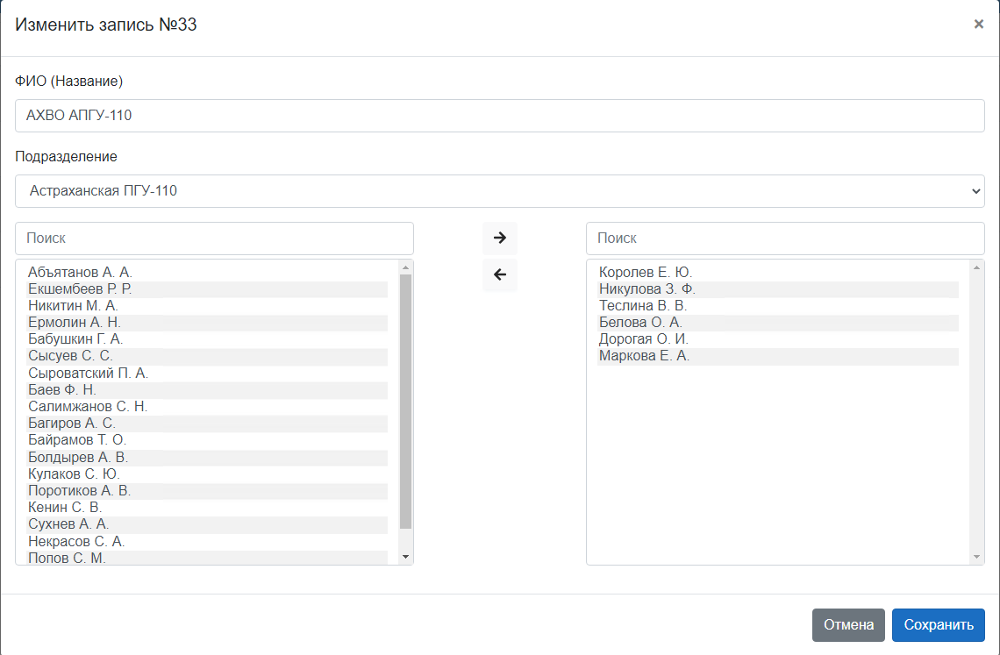 Изменить запись №33
×
ФИО (Название)
АХВО АПГУ-110
Подразделение
Астраханская ПГУ-110
Поиск
Абъятанов А. А.
Екшембеев Р. Р.
Никитин М. А.
Ермолин А. Н.
Бабушкин Г. А.
Сысуев С. С.
Сыроватский П. А.
Баев Ф. Н.
Салимжанов С. Н.
Багиров А. С.
Байрамов Т. О.
Болдырев А. В.
Кулаков С. Ю.
Поротиков А. В.
Кенин С. В.
Сухнев А. А.
Некрасов С. А.
Попов С. М.
Поиск
Королев Е. Ю.
Никулова З. Ф.
Теслина В. В.
Белова О. А.
Дорогая О. И.
Маркова Е. А.
Отмена
Сохранить